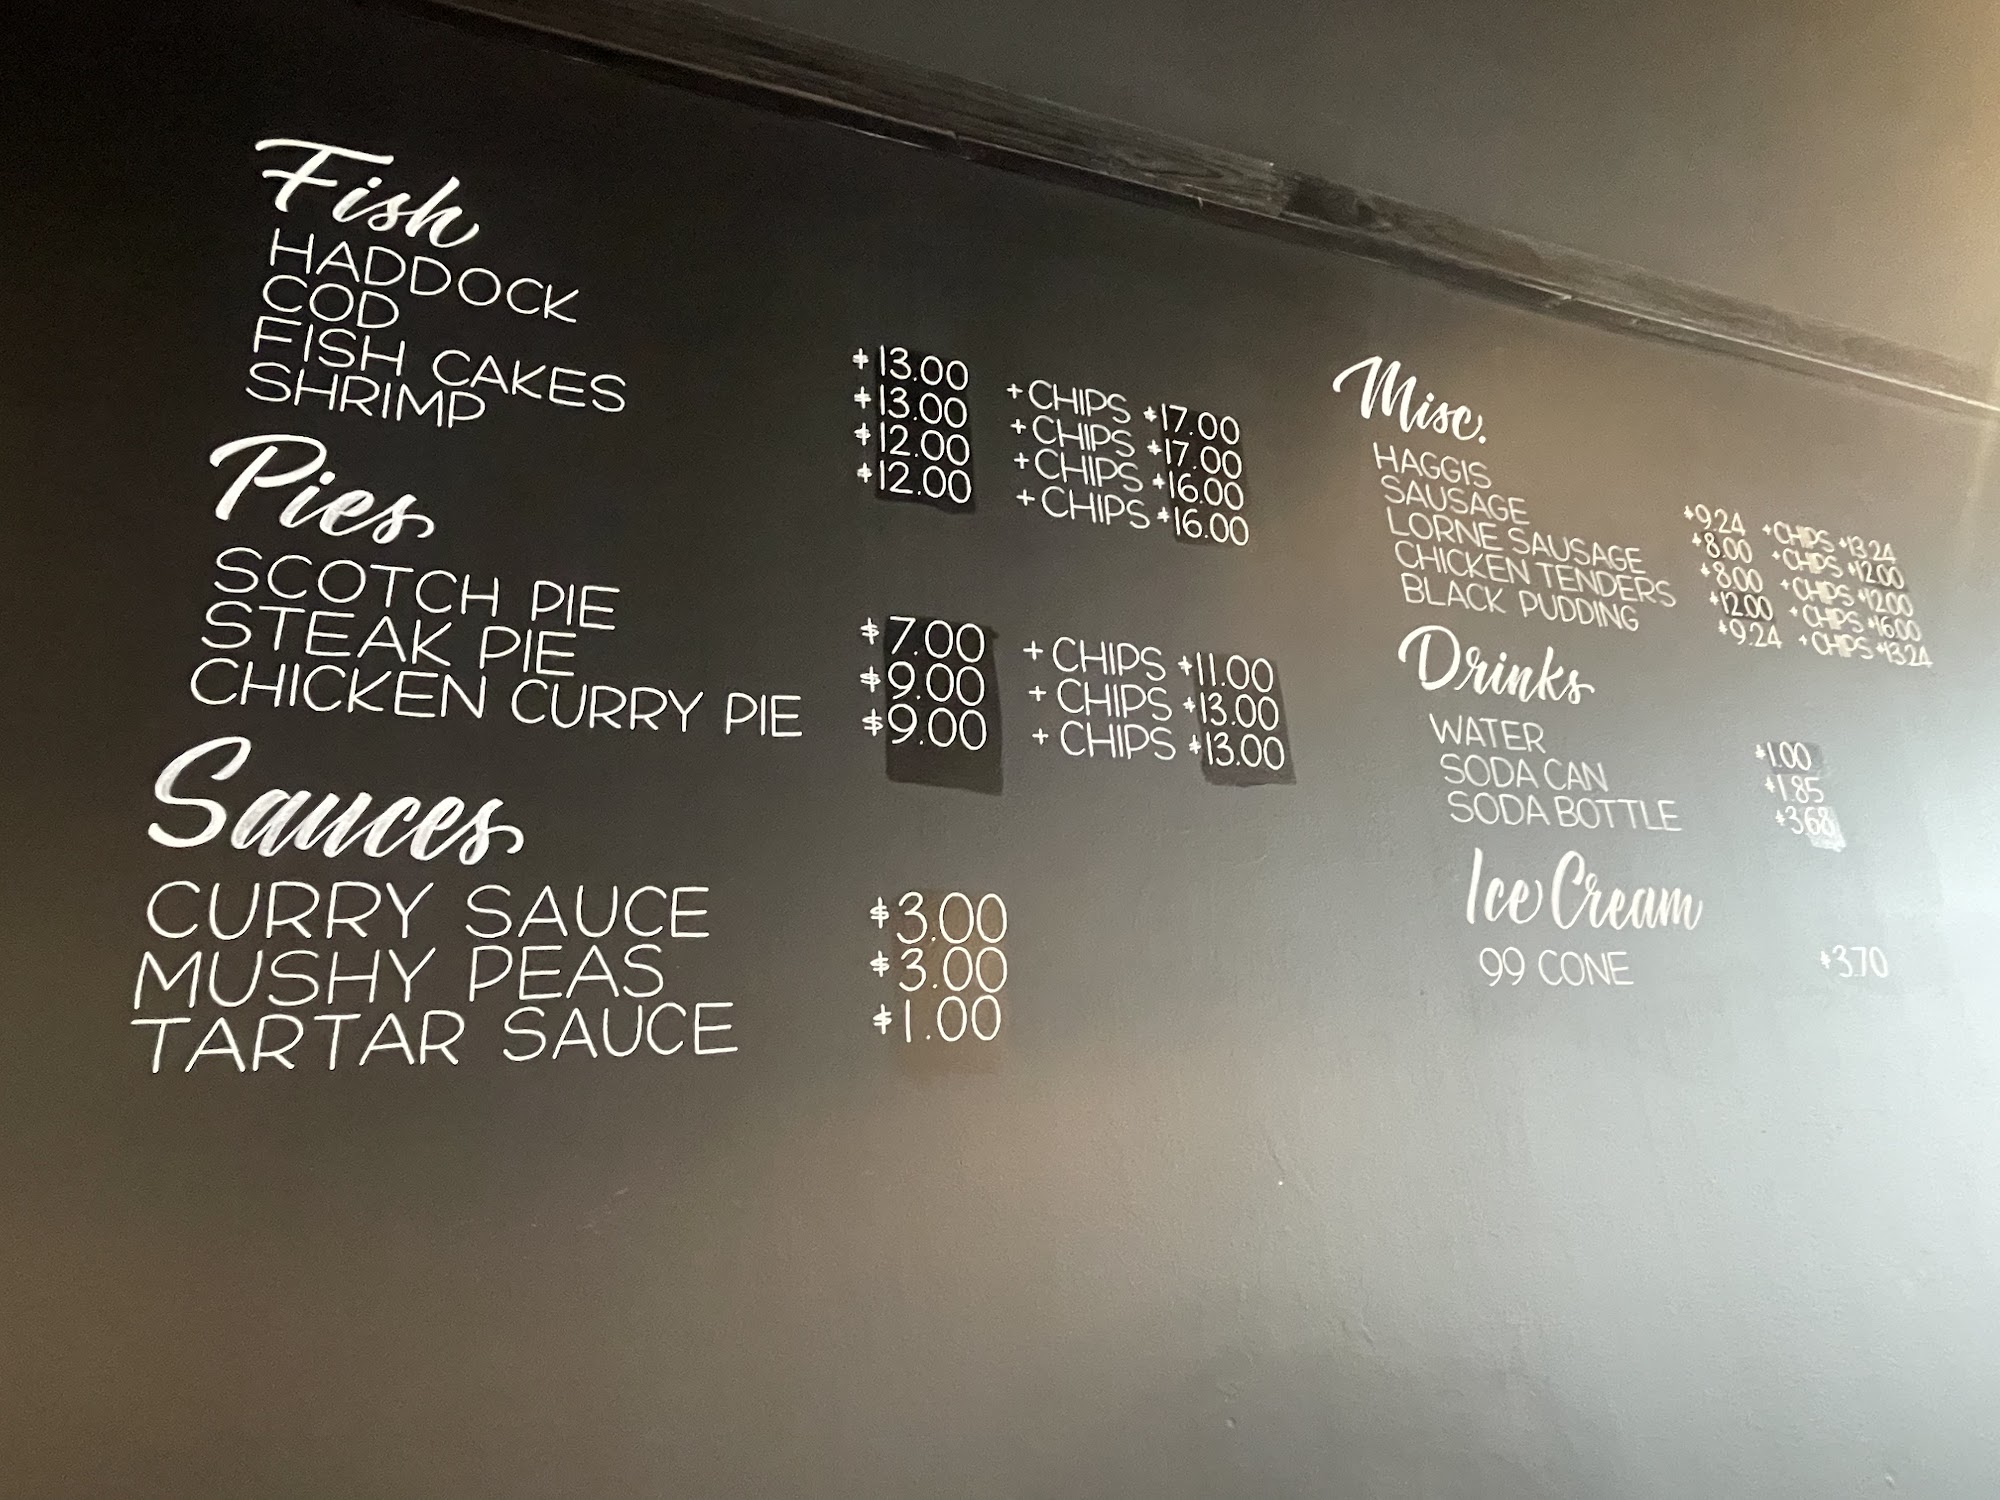 Fish
HADDOCK $13.00 + CHIPS $17.00
COD $13.00 + CHIPS $17.00
FISH CAKES $12.00 + CHIPS $16.00
SHRIMP $12.00 + CHIPS $16.00
Pies
SCOTCH PIE $7.00 + CHIPS $11.00
STEAK PIE $9.00 + CHIPS $13.00
CHICKEN CURRY PIE $9.00 + CHIPS $13.00
Sauces
CURRY SAUCE $3.00
MUSHY PEAS $3.00
TARTAR SAUCE $1.00
Misc.
HAGGIS $9.24 + CHIPS $13.24
SAUSAGE $8.00 + CHIPS $12.00
LORNE SAUSAGE $8.00 + CHIPS $12.00
CHICKEN TENDERS $12.00 + CHIPS $16.00
BLACK PUDDING $9.24 + CHIPS $13.24
Drinks
WATER $1.00
SODA CAN $1.85
SODA BOTTLE $3.68
Ice Cream
99 CONE $3.70